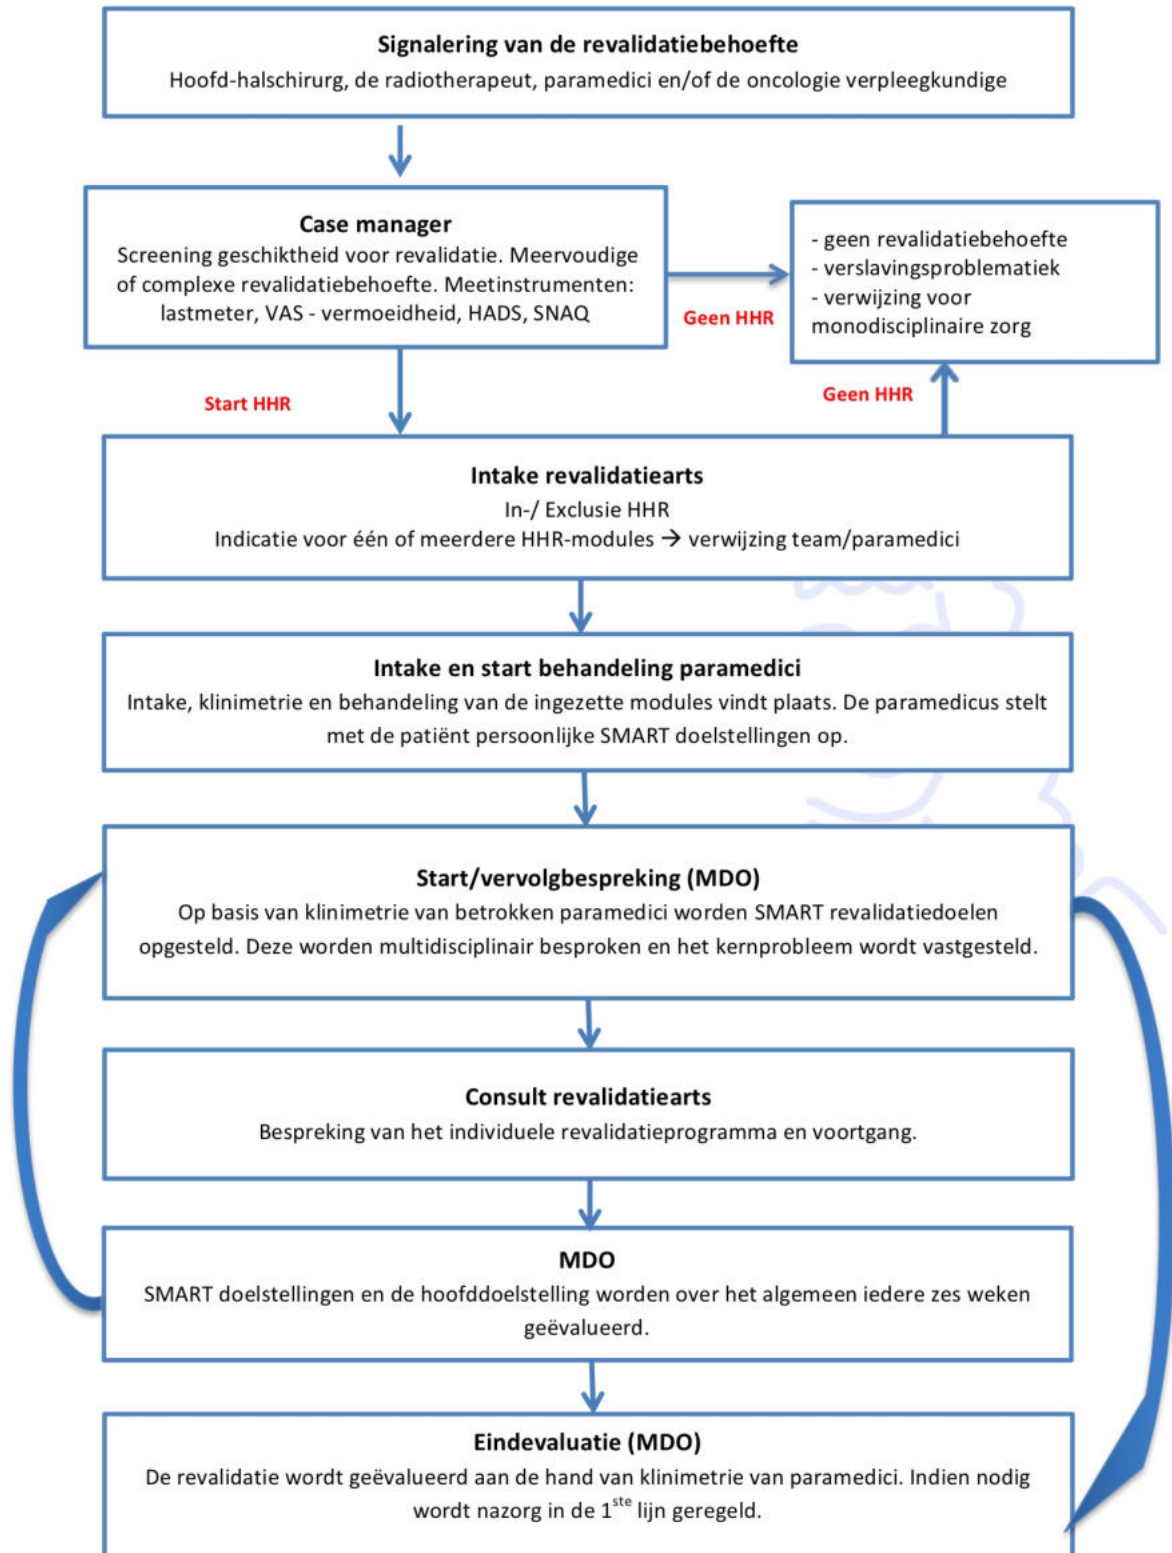 Signalering van de revalidatiebehoefte
Hoofd-halschirurg, de radiotherapeut, paramedici en/of de oncologie verpleegkundige
Case manager
Screening geschiktheid voor revalidatie. Meervoudige
of complexe revalidatiebehoefte. Meetinstrumenten:
lastmeter, VAS - vermoeidheid, HADS, SNAQ
Geen HHR
- geen revalidatiebehoefte
- verslavingsproblematiek
- verwijzing voor
monodisciplinaire zorg
Start HHR
Geen HHR
Intake revalidatiearts
In-/ Exclusie HHR
Indicatie voor één of meerdere HHR-modules → verwijzing team/paramedici
Intake en start behandeling paramedici
Intake, klinimetrie en behandeling van de ingezette modules vindt plaats. De paramedicus stelt
met de patiënt persoonlijke SMART doelstellingen op.
Start/vervolgbespreking (MDO)
Op basis van klinimetrie van betrokken paramedici worden SMART revalidatiedoelen
opgesteld. Deze worden multidisciplinair besproken en het kernprobleem wordt vastgesteld.
Consult revalidatiearts
Bespreking van het individuele revalidatieprogramma en voortgang.
MDO
SMART doelstellingen en de hoofddoelstelling worden over het algemeen iedere zes weken
geëvalueerd.
Eindevaluatie (MDO)
De revalidatie wordt geëvalueerd aan de hand van klinimetrie van paramedici. Indien nodig
wordt nazorg in de 1ste lijn geregeld.